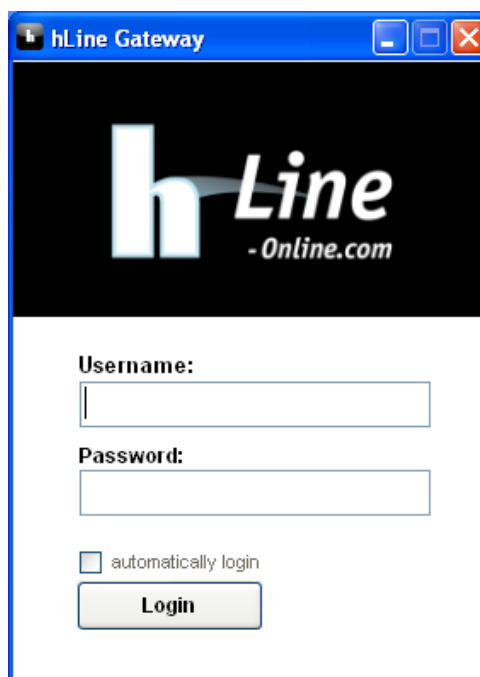 h hLine Gateway
h Line
-Online.com
Username:
Password:
automatically login
Login